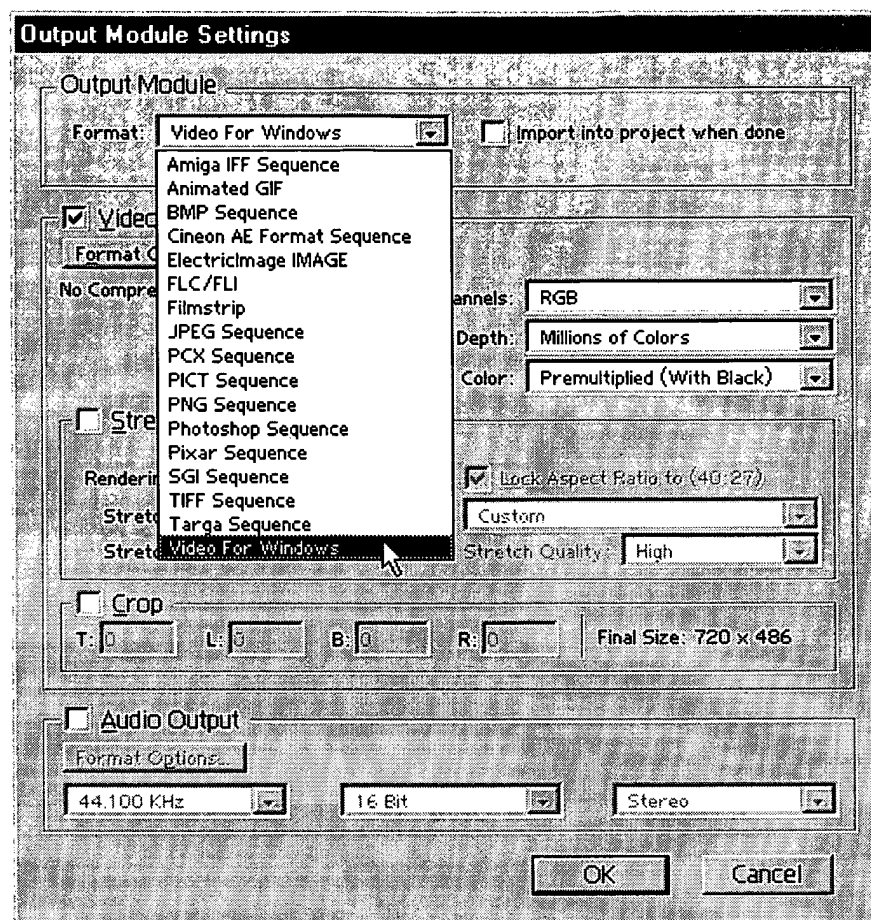 Output Module Settings
Output Module
Format: Video For Windows
Import into project when done
Amiga IFF Sequence
Animated GIF
BMP Sequence
Cineon AE Format Sequence
ElectricImage IMAGE
FLC/FLI
Filmstrip
JPEG Sequence
PCX Sequence
PICT Sequence
PNG Sequence
Photoshop Sequence
Pixar Sequence
SGI Sequence
TIFF Sequence
Targa Sequence
Video For Windows
Video
Format O
No Compre
annels: RGB
Depth: Millions of Colors
Color: Premultiplied (With Black)
Stre
Renderin
Lock Aspect Ratio to (40:27)
Stretc
Custom
Stretc
Stretch Quality: High
Crop
T: 0 L: 0 B: 0 R: 0 Final Size: 720 x 486
Audio Output
Format Options...
44.100 KHz 16 Bit Stereo
OK Cancel